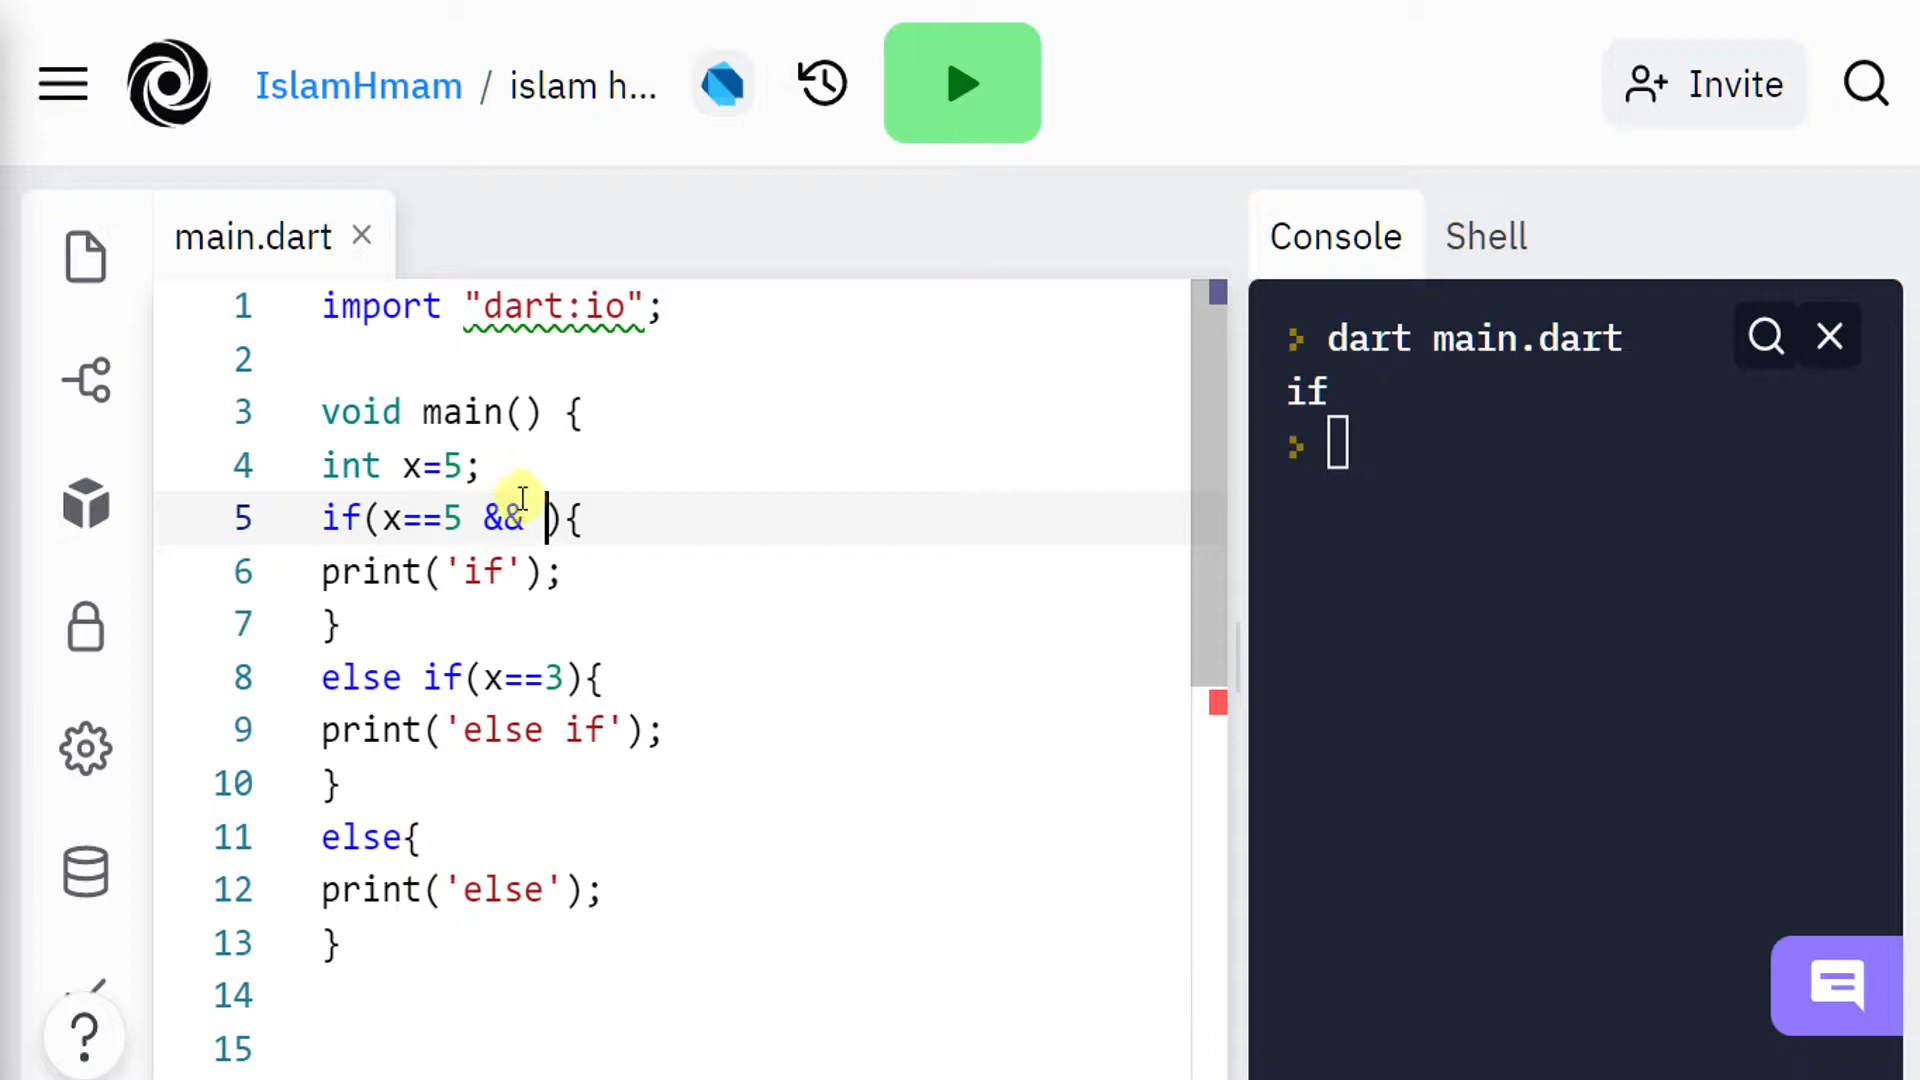 IslamHmam / islam h...
Invite
main.dart
Console
Shell
1 import "dart:io";
2
3 void main() {
4 int x=5;
5 if(x==5 && ){
6 print('if');
7 }
8 else if(x==3){
9 print('else if');
10 }
11 else{
12 print('else');
13 }
14
15
dart main.dart
if
?